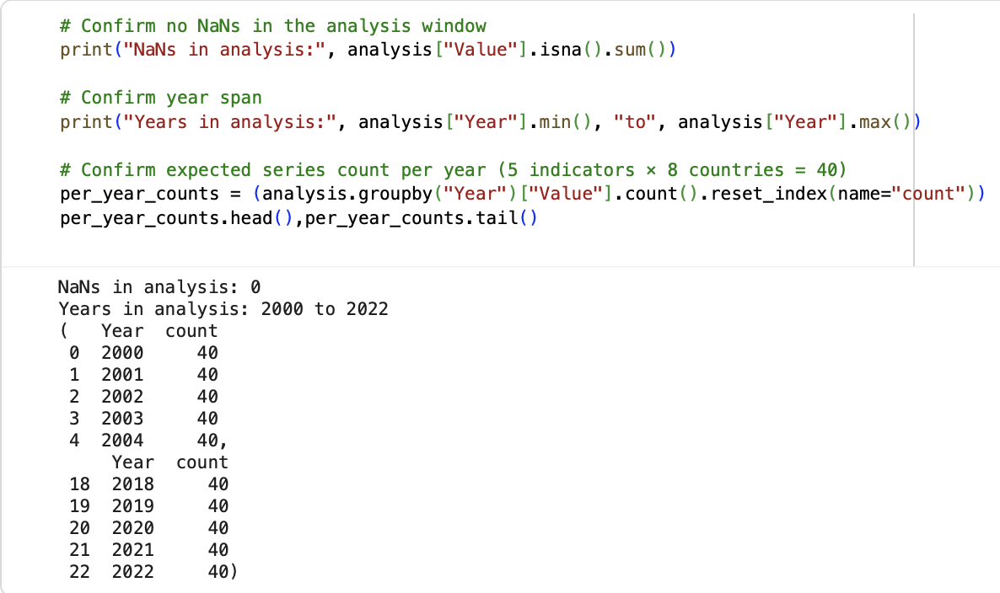 # Confirm no NaNs in the analysis window
print("NaNs in analysis:", analysis["Value"].isna().sum())
# Confirm year span
print("Years in analysis:", analysis["Year"].min(), "to", analysis["Year"].max())
# Confirm expected series count per year (5 indicators × 8 countries = 40)
per_year_counts = (analysis.groupby("Year")["Value"].count().reset_index(name="count"))
per_year_counts.head(),per_year_counts.tail()
NaNs in analysis: 0
Years in analysis: 2000 to 2022
(   Year  count
 0  2000     40
 1  2001     40
 2  2002     40
 3  2003     40
 4  2004     40,
     Year  count
 18  2018     40
 19  2019     40
 20  2020     40
 21  2021     40
 22  2022     40)